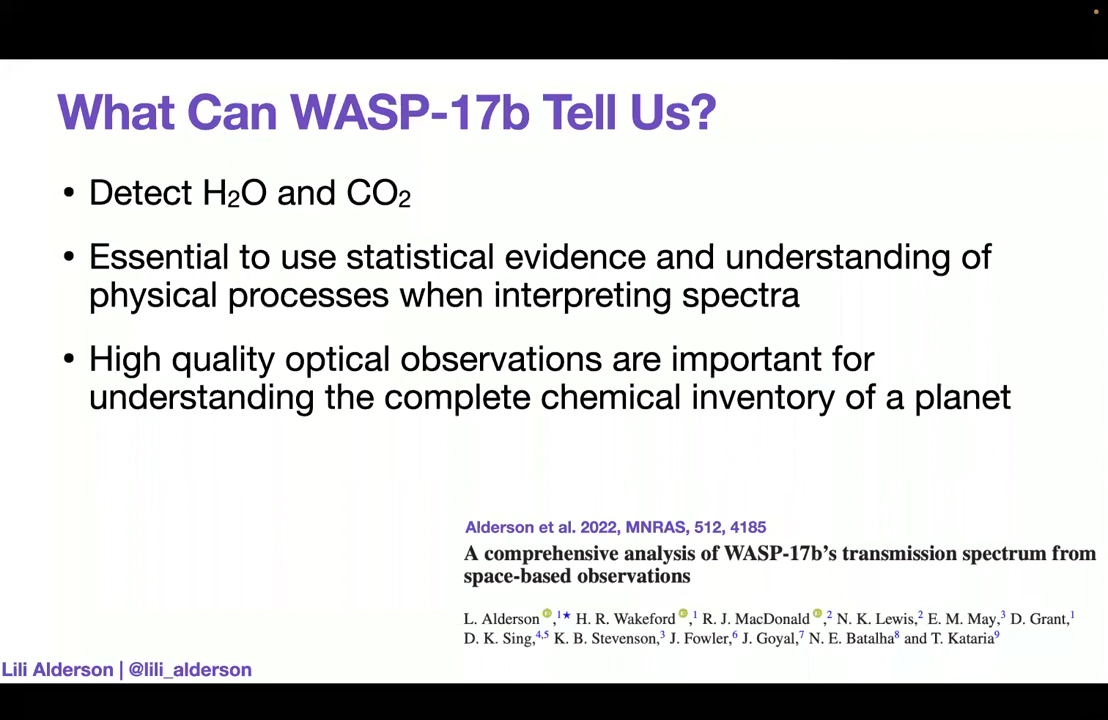 What Can WASP-17b Tell Us?
• Detect H₂O and CO₂
• Essential to use statistical evidence and understanding of
physical processes when interpreting spectra
• High quality optical observations are important for
understanding the complete chemical inventory of a planet
Alderson et al. 2022, MNRAS, 512, 4185
A comprehensive analysis of WASP-17b's transmission spectrum from
space-based observations
L. Alderson iD,¹★ H. R. Wakeford iD,¹ R. J. MacDonald iD,² N. K. Lewis,² E. M. May,³ D. Grant,¹
D. K. Sing,⁴,⁵ K. B. Stevenson,³ J. Fowler,⁶ J. Goyal,⁷ N. E. Batalha⁸ and T. Kataria⁹
Lili Alderson | @lili_alderson